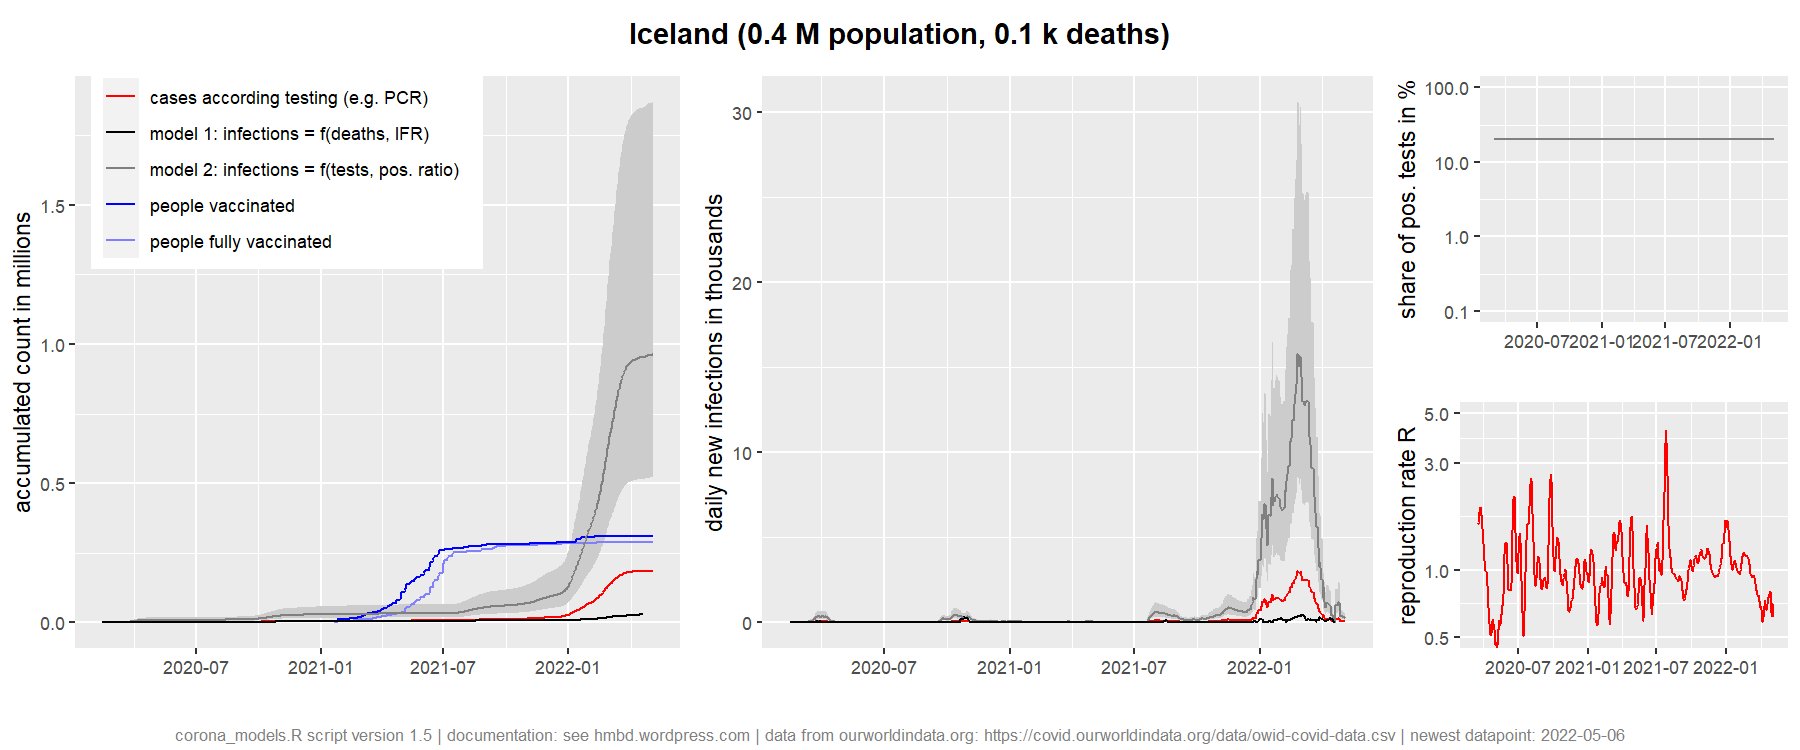 Iceland (0.4 M population, 0.1 k deaths)
accumulated count in millions
1.5
1.0
0.5
0.0
cases according testing (e.g. PCR)
model 1: infections = f(deaths, IFR)
model 2: infections = f(tests, pos. ratio)
people vaccinated
people fully vaccinated
2020-07 2021-01 2021-07 2022-01
daily new infections in thousands
30
20
10
0
2020-07 2021-01 2021-07 2022-01
share of pos. tests in %
100.0
10.0
1.0
0.1
2020-07 2021-01 2021-07 2022-01
reproduction rate R
5.0
3.0
1.0
0.5
2020-07 2021-01 2021-07 2022-01
corona_models.R script version 1.5 | documentation: see hmbd.wordpress.com | data from ourworldindata.org: https://covid.ourworldindata.org/data/owid-covid-data.csv | newest datapoint: 2022-05-06